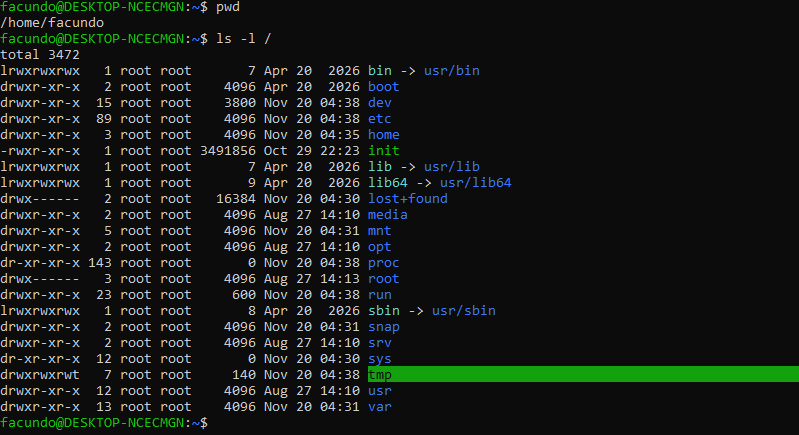 facundo@DESKTOP-NCECMGN:~$ pwd
/home/facundo
facundo@DESKTOP-NCECMGN:~$ ls -l /
total 3472
lrwxrwxrwx   1 root root       7 Apr 20  2026 bin -> usr/bin
drwxr-xr-x   2 root root    4096 Apr 20  2026 boot
drwxr-xr-x  15 root root    3800 Nov 20 04:38 dev
drwxr-xr-x  89 root root    4096 Nov 20 04:38 etc
drwxr-xr-x   3 root root    4096 Nov 20 04:35 home
-rwxr-xr-x   1 root root 3491856 Oct 29 22:23 init
lrwxrwxrwx   1 root root       7 Apr 20  2026 lib -> usr/lib
lrwxrwxrwx   1 root root       9 Apr 20  2026 lib64 -> usr/lib64
drwx------   2 root root   16384 Nov 20 04:30 lost+found
drwxr-xr-x   2 root root    4096 Aug 27 14:10 media
drwxr-xr-x   5 root root    4096 Nov 20 04:31 mnt
drwxr-xr-x   2 root root    4096 Aug 27 14:10 opt
dr-xr-xr-x 143 root root       0 Nov 20 04:38 proc
drwx------   3 root root    4096 Aug 27 14:13 root
drwxr-xr-x  23 root root     600 Nov 20 04:38 run
lrwxrwxrwx   1 root root       8 Apr 20  2026 sbin -> usr/sbin
drwxr-xr-x   2 root root    4096 Nov 20 04:31 snap
drwxr-xr-x   2 root root    4096 Aug 27 14:10 srv
dr-xr-xr-x  12 root root       0 Nov 20 04:30 sys
drwxrwxrwt   7 root root     140 Nov 20 04:38 tmp
drwxr-xr-x  12 root root    4096 Aug 27 14:10 usr
drwxr-xr-x  13 root root    4096 Nov 20 04:31 var
facundo@DESKTOP-NCECMGN:~$